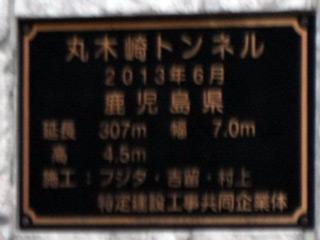 丸木崎トンネル
2013年6月
鹿児島県
延長 307m 幅 7.0m
高 4.5m
施工：フジタ・吉留・村上
特定建設工事共同企業体